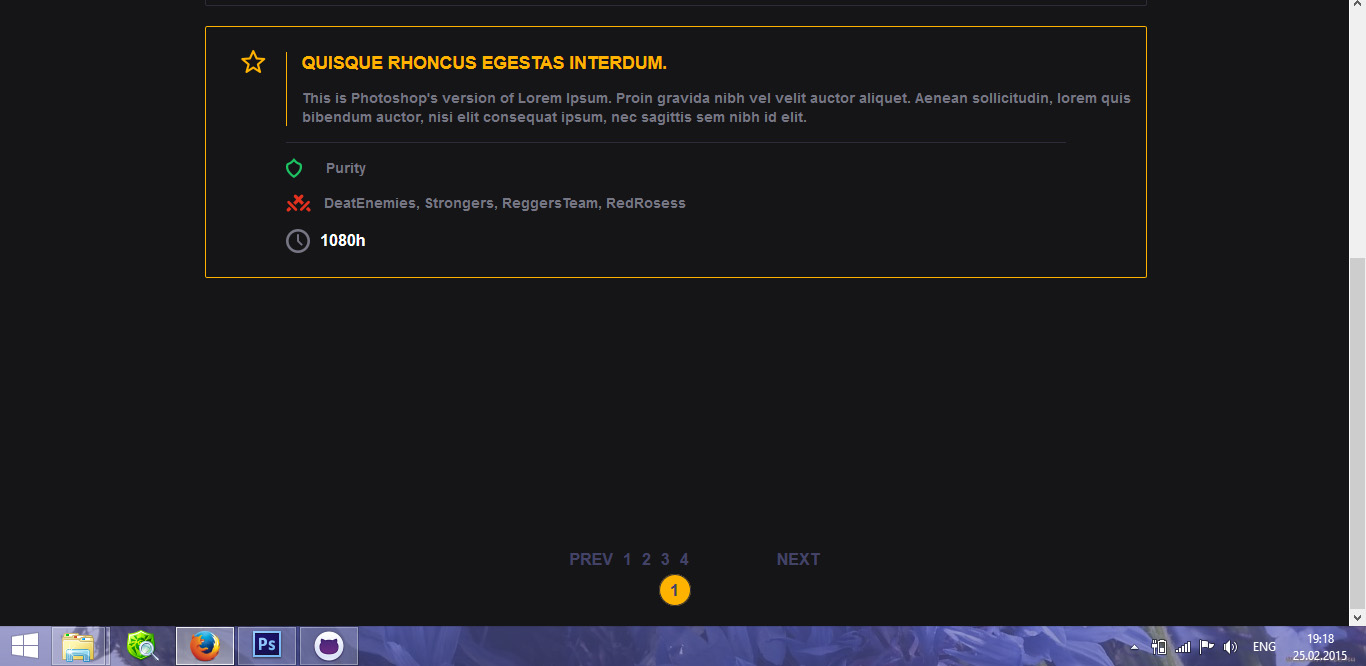 QUISQUE RHONCUS EGESTAS INTERDUM.
This is Photoshop's version of Lorem Ipsum. Proin gravida nibh vel velit auctor aliquet. Aenean sollicitudin, lorem quis
bibendum auctor, nisi elit consequat ipsum, nec sagittis sem nibh id elit.
Purity
DeatEnemies, Strongers, ReggersTeam, RedRosess
1080h
PREV 1 2 3 4 NEXT
1
Ps
ENG
19:18
25.02.2015